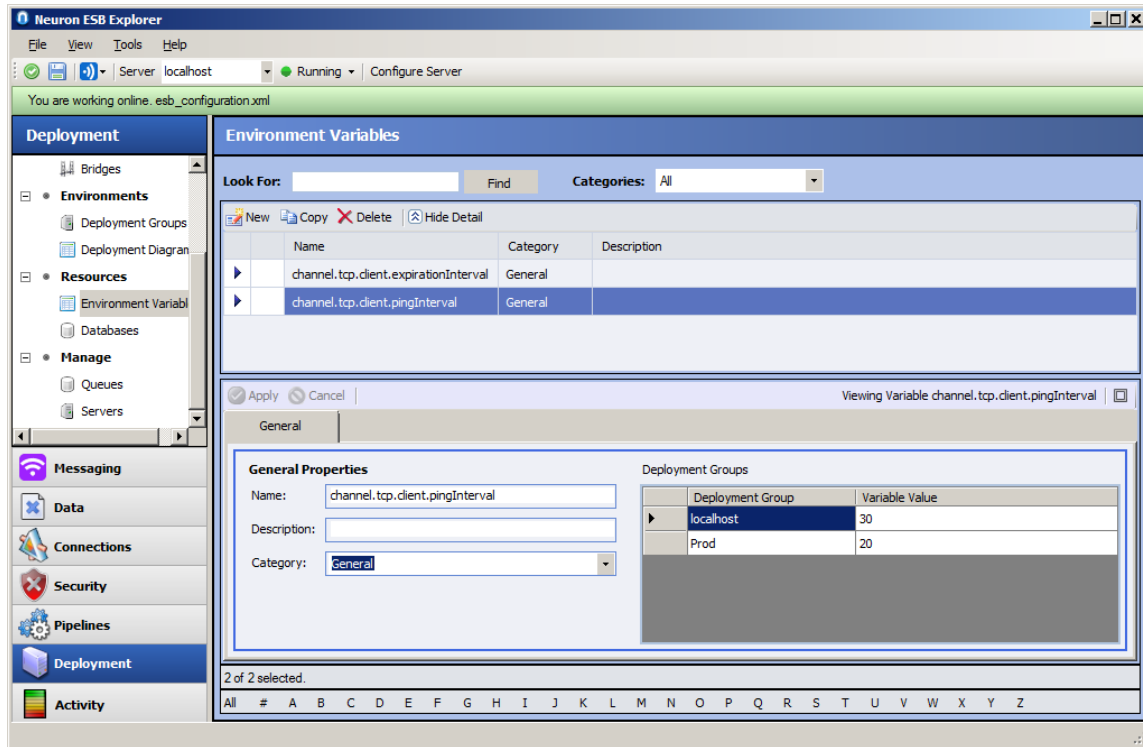 Neuron ESB Explorer
File View Tools Help
Server localhost Running Configure Server
You are working online. esb_configuration.xml
Deployment
Bridges
Environments
Deployment Groups
Deployment Diagran
Resources
Environment Variabl
Databases
Manage
Queues
Servers
Messaging
Data
Connections
Security
Pipelines
Deployment
Activity
Environment Variables
Look For: Find Categories: All
New Copy Delete Hide Detail
Name Category Description
channel.tcp.client.expirationInterval General
channel.tcp.client.pingInterval General
Apply Cancel Viewing Variable channel.tcp.client.pingInterval
General
General Properties
Name: channel.tcp.client.pingInterval
Description:
Category: General
Deployment Groups
Deployment Group Variable Value
localhost 30
Prod 20
2 of 2 selected.
All # A B C D E F G H I J K L M N O P Q R S T U V W X Y Z